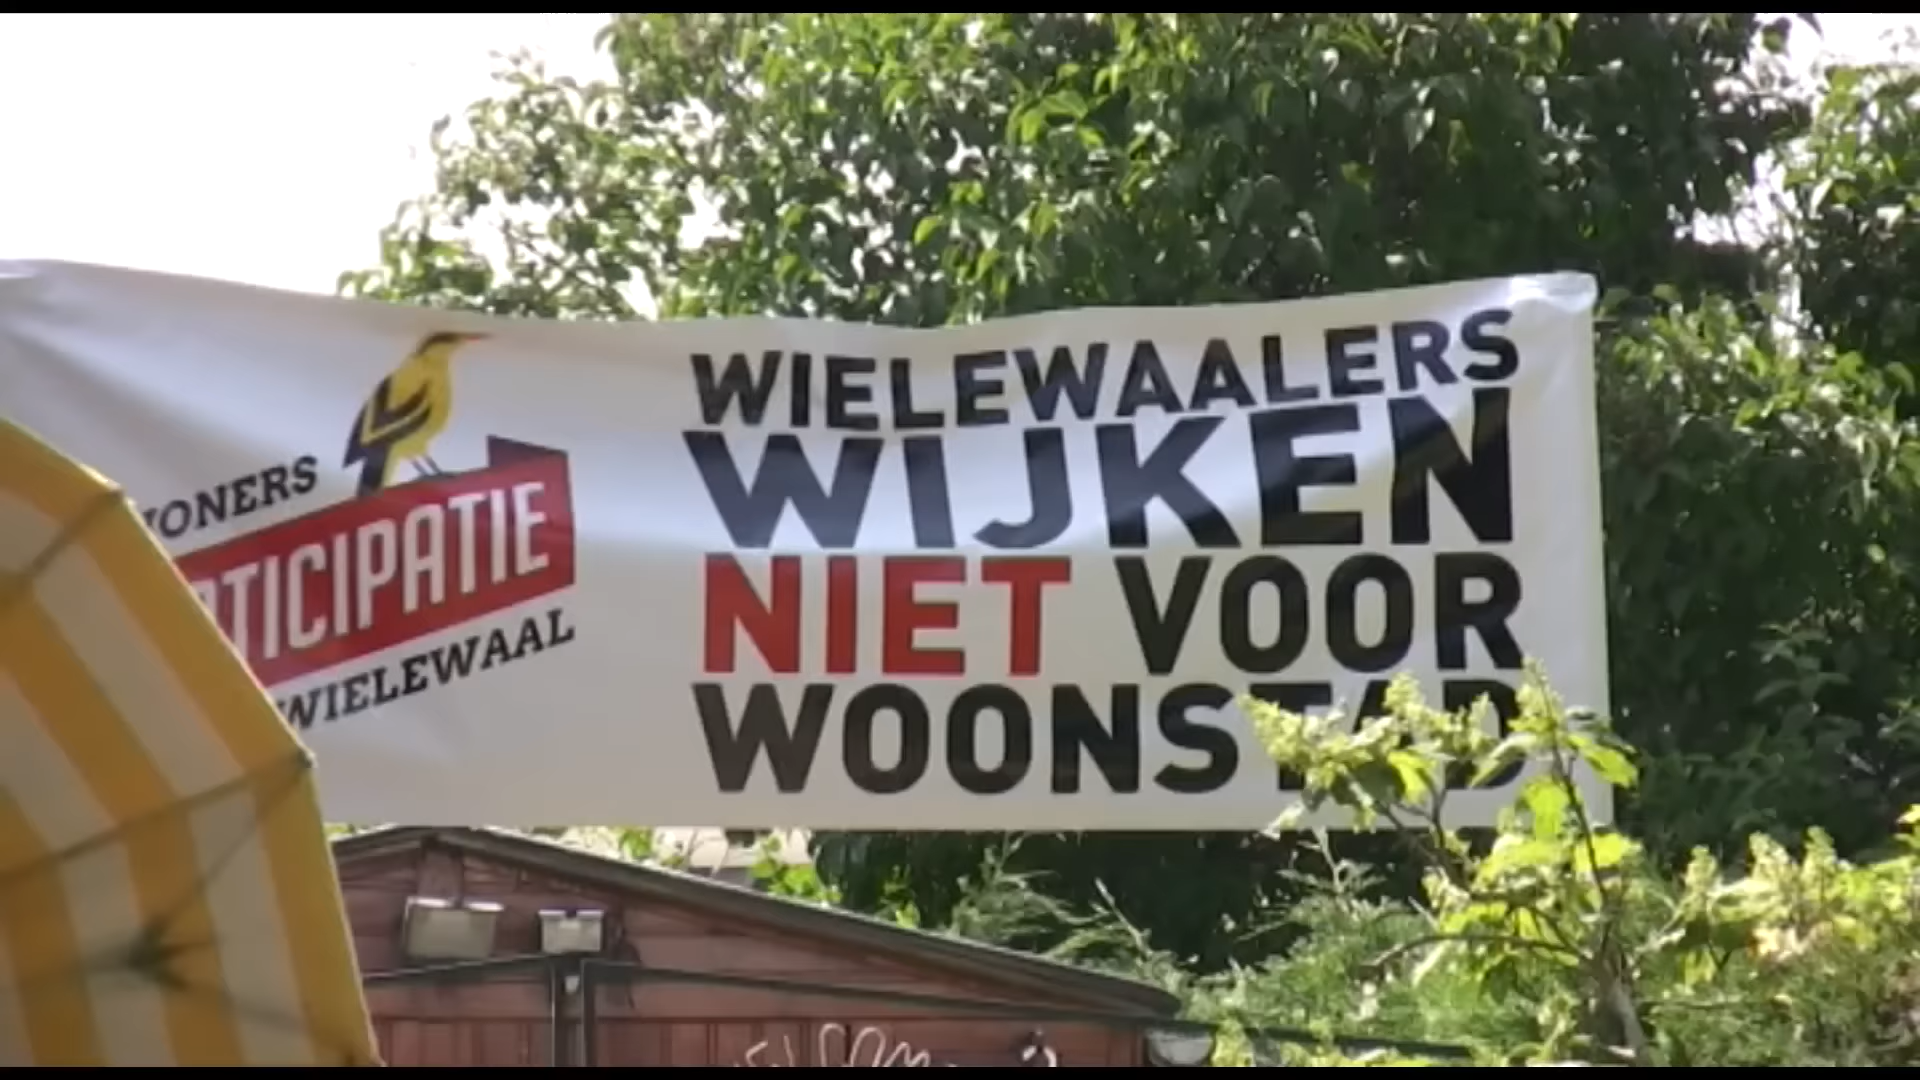 WIELEWAALERS
WIJKEN
NIET VOOR
WOONSTAD
ONERS
TICIPATIE
WIELEWAAL